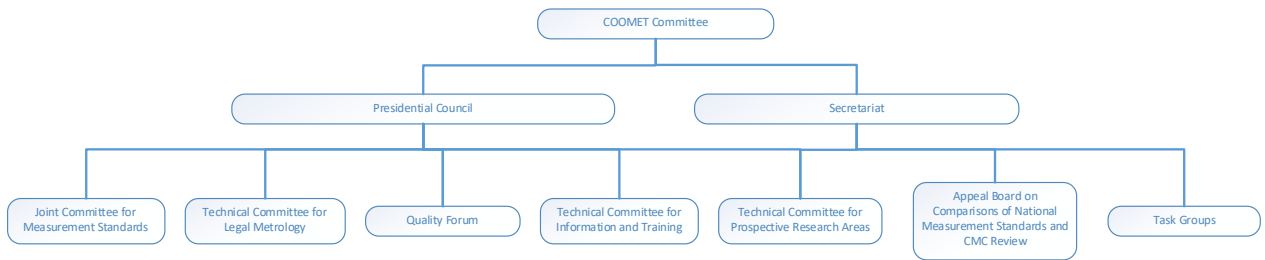 COOMET Committee
Presidential Council
Secretariat
Joint Committee for
Measurement Standards
Technical Committee for
Legal Metrology
Quality Forum
Technical Committee for
Information and Training
Technical Committee for
Prospective Research Areas
Appeal Board on
Comparisons of National
Measurement Standards and
CMC Review
Task Groups